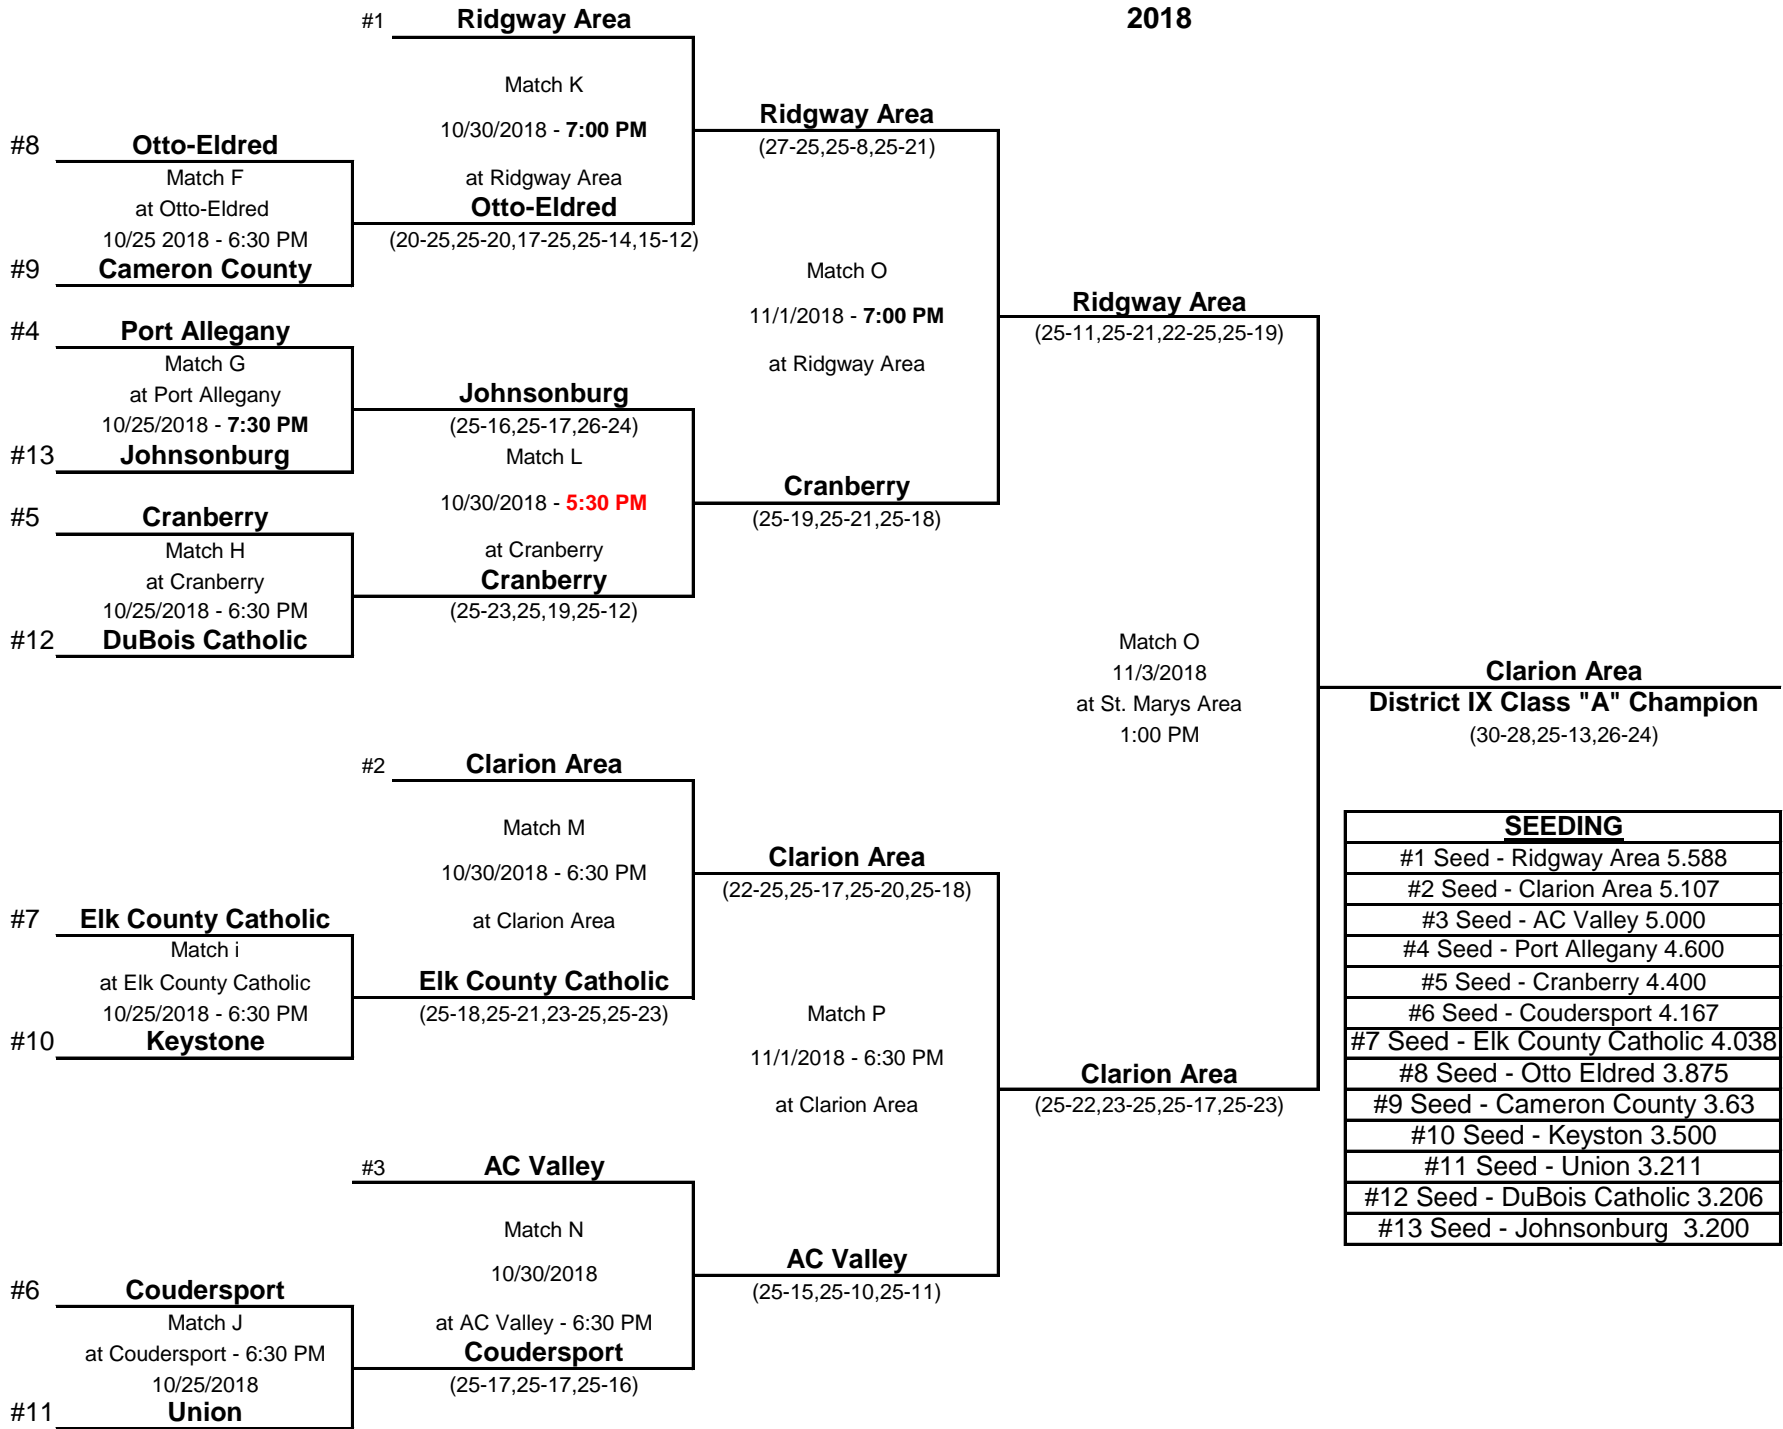 #1 Ridgway Area
2018
Match K
10/30/2018 - 7:00 PM
at Ridgway Area
#8 Otto-Eldred
Match F
at Otto-Eldred
10/25 2018 - 6:30 PM
#9 Cameron County
Otto-Eldred
(20-25,25-20,17-25,25-14,15-12)
Ridgway Area
(27-25,25-8,25-21)
#4 Port Allegany
Match G
at Port Allegany
10/25/2018 - 7:30 PM
#13 Johnsonburg
Johnsonburg
(25-16,25-17,26-24)
Match L
10/30/2018 - 5:30 PM
at Cranberry
#5 Cranberry
Match H
at Cranberry
10/25/2018 - 6:30 PM
#12 DuBois Catholic
Cranberry
(25-23,25,19,25-12)
Match O
11/1/2018 - 7:00 PM
at Ridgway Area
Cranberry
(25-19,25-21,25-18)
Ridgway Area
(25-11,25-21,22-25,25-19)
Match O
11/3/2018
at St. Marys Area
1:00 PM
Clarion Area
District IX Class "A" Champion
(30-28,25-13,26-24)
#2 Clarion Area
Match M
10/30/2018 - 6:30 PM
at Clarion Area
#7 Elk County Catholic
Match i
at Elk County Catholic
10/25/2018 - 6:30 PM
#10 Keystone
Elk County Catholic
(25-18,25-21,23-25,25-23)
Clarion Area
(22-25,25-17,25-20,25-18)
Match P
11/1/2018 - 6:30 PM
at Clarion Area
Clarion Area
(25-22,23-25,25-17,25-23)
#3 AC Valley
Match N
10/30/2018
at AC Valley - 6:30 PM
#6 Coudersport
Match J
at Coudersport - 6:30 PM
10/25/2018
#11 Union
Coudersport
(25-17,25-17,25-16)
AC Valley
(25-15,25-10,25-11)
SEEDING
#1 Seed - Ridgway Area 5.588
#2 Seed - Clarion Area 5.107
#3 Seed - AC Valley 5.000
#4 Seed - Port Allegany 4.600
#5 Seed - Cranberry 4.400
#6 Seed - Coudersport 4.167
#7 Seed - Elk County Catholic 4.038
#8 Seed - Otto Eldred 3.875
#9 Seed - Cameron County 3.63
#10 Seed - Keyston 3.500
#11 Seed - Union 3.211
#12 Seed - DuBois Catholic 3.206
#13 Seed - Johnsonburg  3.200